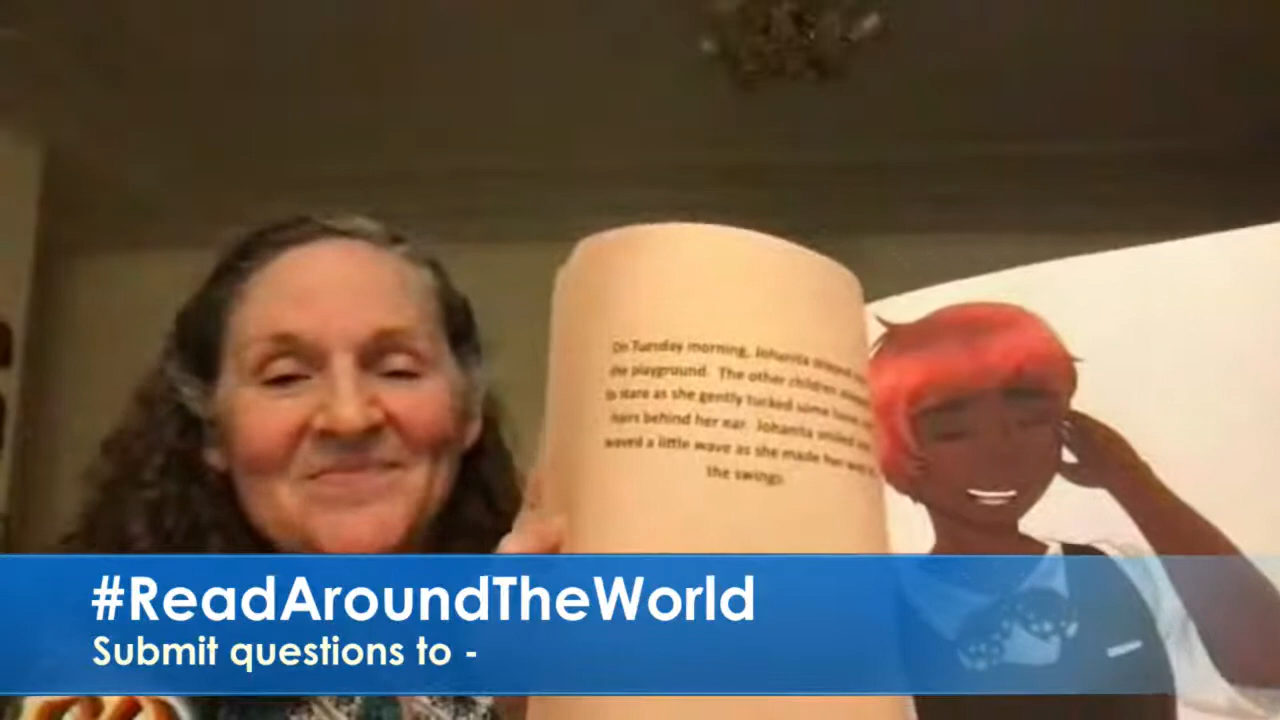 On Tuesday morning, Johanita
the playground. The other children
to stare as she gently tucked some
hairs behind her ear. Johanita smiled
waved a little wave as she made her way
the swings.
#ReadAroundTheWorld
Submit questions to -